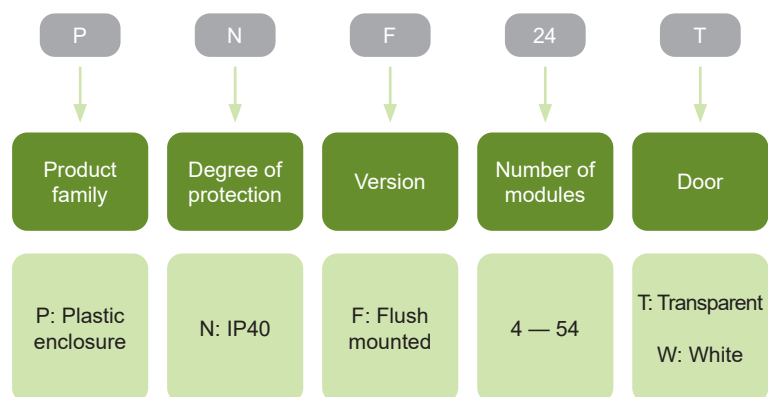 P
N
F
24
T
Product
family
Degree of
protection
Version
Number of
modules
Door
P: Plastic
enclosure
N: IP40
F: Flush
mounted
4 — 54
T: Transparent
W: White